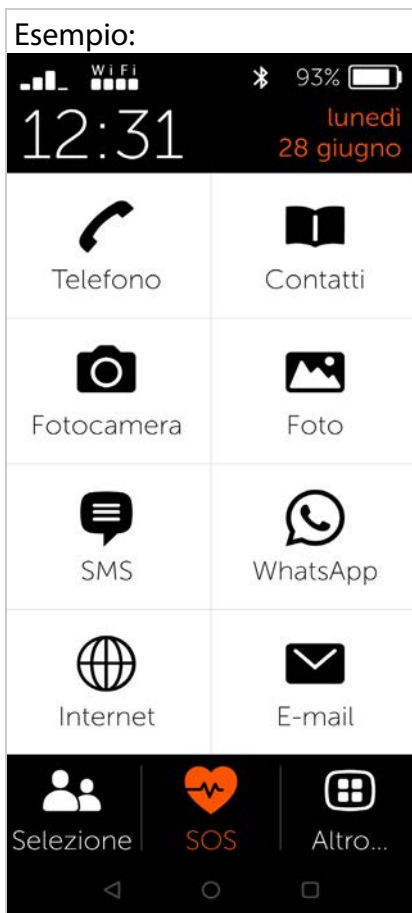 Esempio:
WiFi
93%
12:31
lunedì
28 giugno
Telefono
Contatti
Fotocamera
Foto
SMS
WhatsApp
Internet
E-mail
Selezione
SOS
Altro...